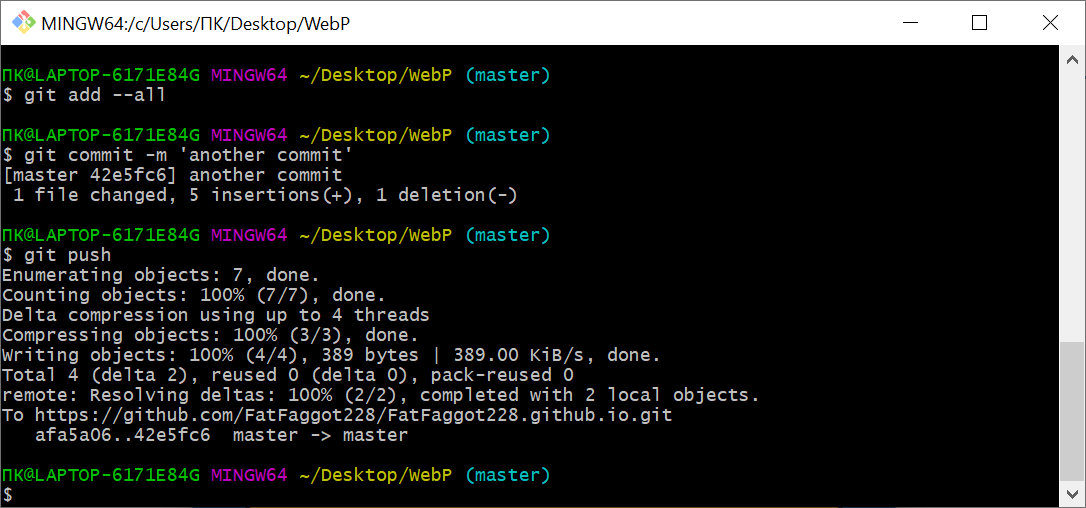 MINGW64:/c/Users/ПК/Desktop/WebP
ПК@LAPTOP-6171E84G MINGW64 ~/Desktop/WebP (master)
$ git add --all
ПК@LAPTOP-6171E84G MINGW64 ~/Desktop/WebP (master)
$ git commit -m 'another commit'
[master 42e5fc6] another commit
 1 file changed, 5 insertions(+), 1 deletion(-)
ПК@LAPTOP-6171E84G MINGW64 ~/Desktop/WebP (master)
$ git push
Enumerating objects: 7, done.
Counting objects: 100% (7/7), done.
Delta compression using up to 4 threads
Compressing objects: 100% (3/3), done.
Writing objects: 100% (4/4), 389 bytes | 389.00 KiB/s, done.
Total 4 (delta 2), reused 0 (delta 0), pack-reused 0
remote: Resolving deltas: 100% (2/2), completed with 2 local objects.
To https://github.com/FatFaggot228/FatFaggot228.github.io.git
   afa5a06..42e5fc6  master -> master
ПК@LAPTOP-6171E84G MINGW64 ~/Desktop/WebP (master)
$